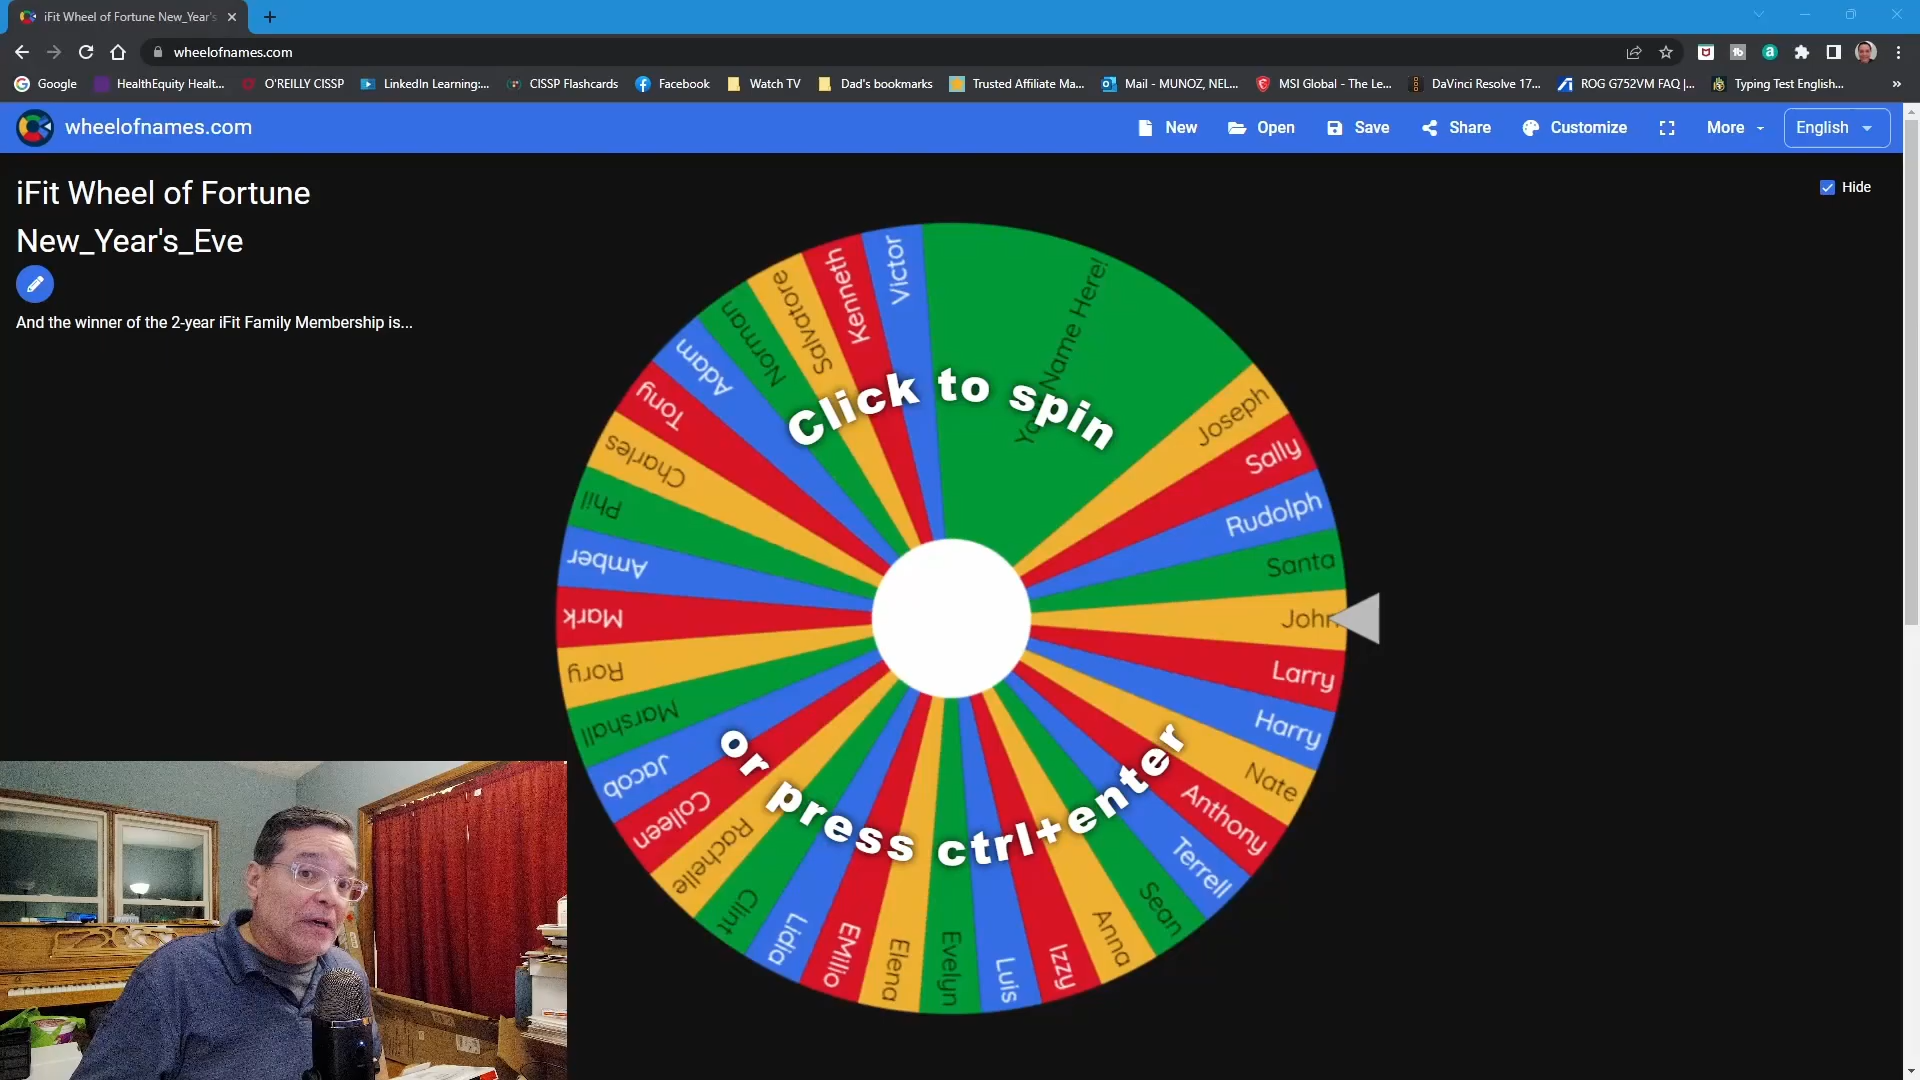 iFit Wheel of Fortune New_Year's
wheelofnames.com
Google HealthEquity Healt... O'REILLY CISSP LinkedIn Learning:... CISSP Flashcards Facebook Watch TV Dad's bookmarks Trusted Affiliate Ma... Mail - MUNOZ, NEL... MSI Global - The Le... DaVinci Resolve 17... ROG G752VM FAQ |... Typing Test English... »
wheelofnames.com New Open Save Share Customize More English
iFit Wheel of Fortune
New_Year's_Eve
And the winner of the 2-year iFit Family Membership is...
Hide
Click to spin
or press ctrl+enter
Name Here!
Joseph
Sally
Rudolph
Santa
John
Larry
Harry
Nate
Anthony
Terrell
Sean
Anna
Izzy
Luis
Evelyn
Elena
EMilio
Lidia
Clint
Rachelle
Colleen
Jacob
Marshall
Rory
Mark
Amber
Phil
Charles
Tony
Adam
Norman
Salvatore
Kenneth
Victor